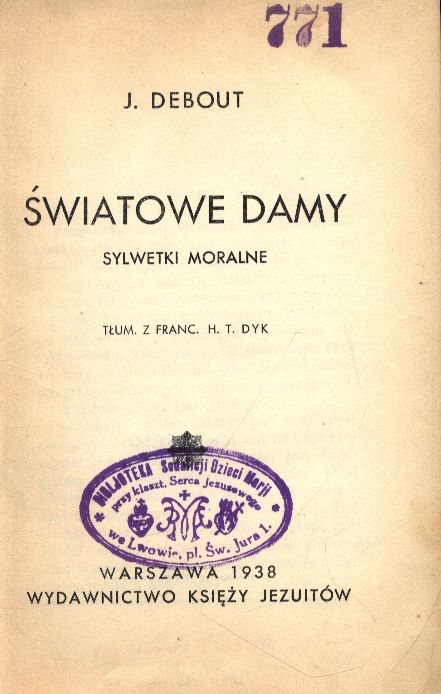 771
J. DEBOUT
ŚWIATOWE DAMY
SYLWETKI MORALNE
TŁUM. Z FRANC. H. T. DYK
BIBLJOTEKA Sodalicji Dzieci Marji
przy klaszt. Serca Jezusowego
we Lwowie, pl. Św. Jura 1.
WARSZAWA 1938
WYDAWNICTWO KSIĘŻY JEZUITÓW